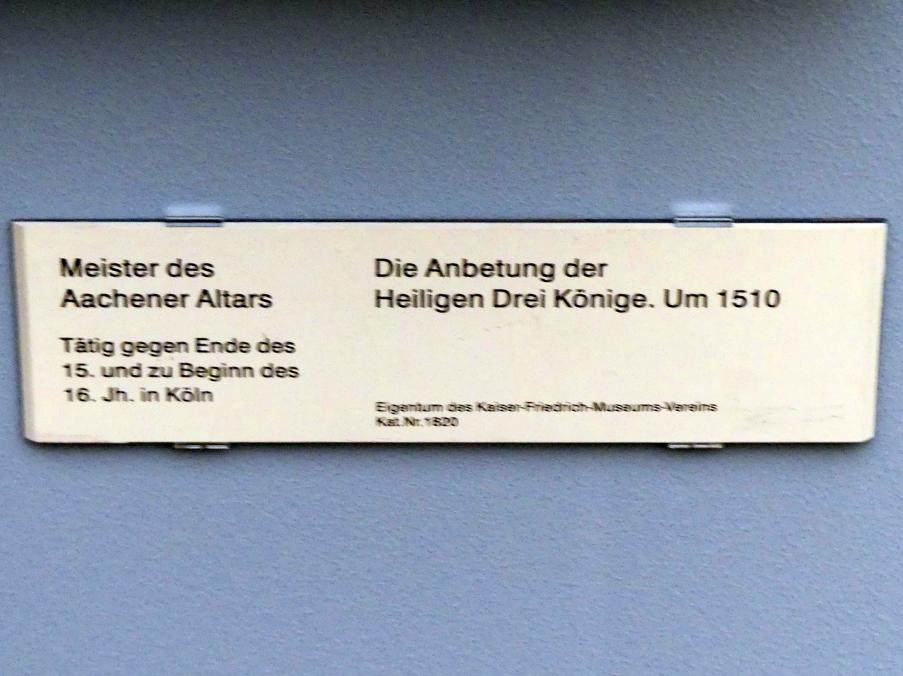 Meister des
Aachener Altars
Tätig gegen Ende des
15. und zu Beginn des
16. Jh. in Köln
Die Anbetung der
Heiligen Drei Könige. Um 1510
Eigentum des Kaiser-Friedrich-Museums-Vereins
Kat.Nr.1820